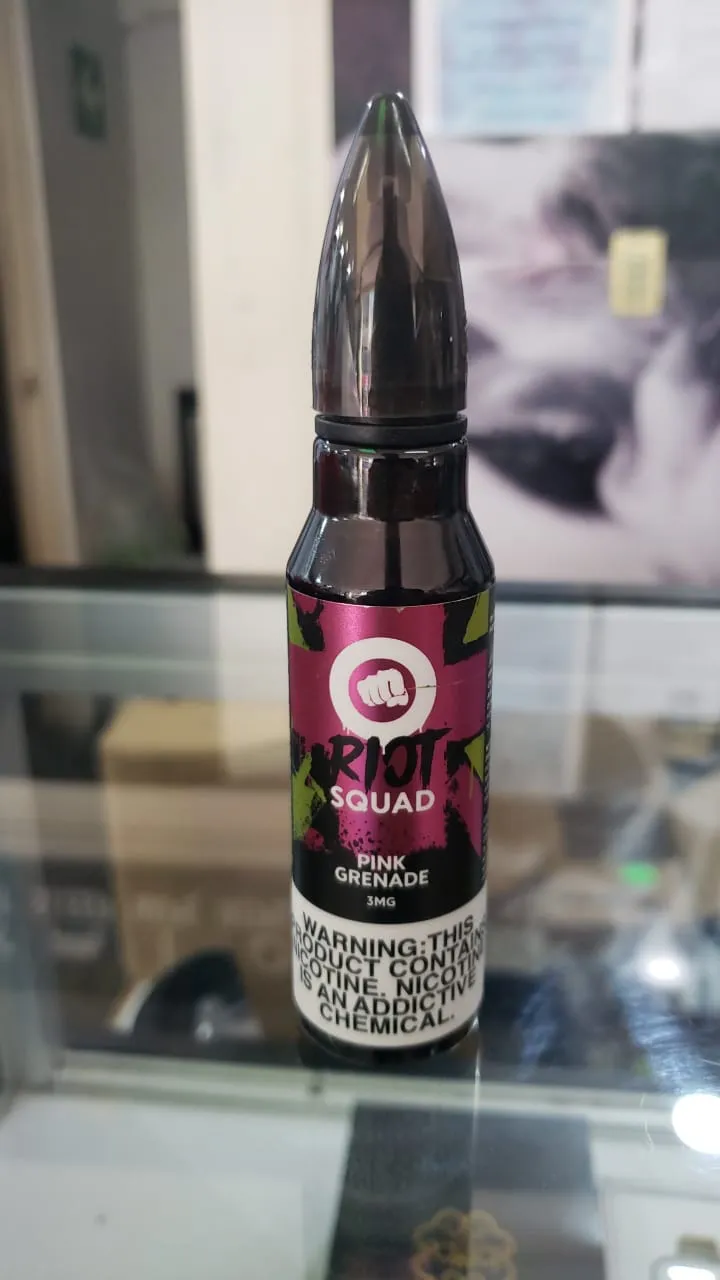 RIOT
SQUAD
PINK
GRENADE
3MG
WARNING: THIS
PRODUCT CONTAINS
NICOTINE. NICOTINE
IS AN ADDICTIVE
CHEMICAL.